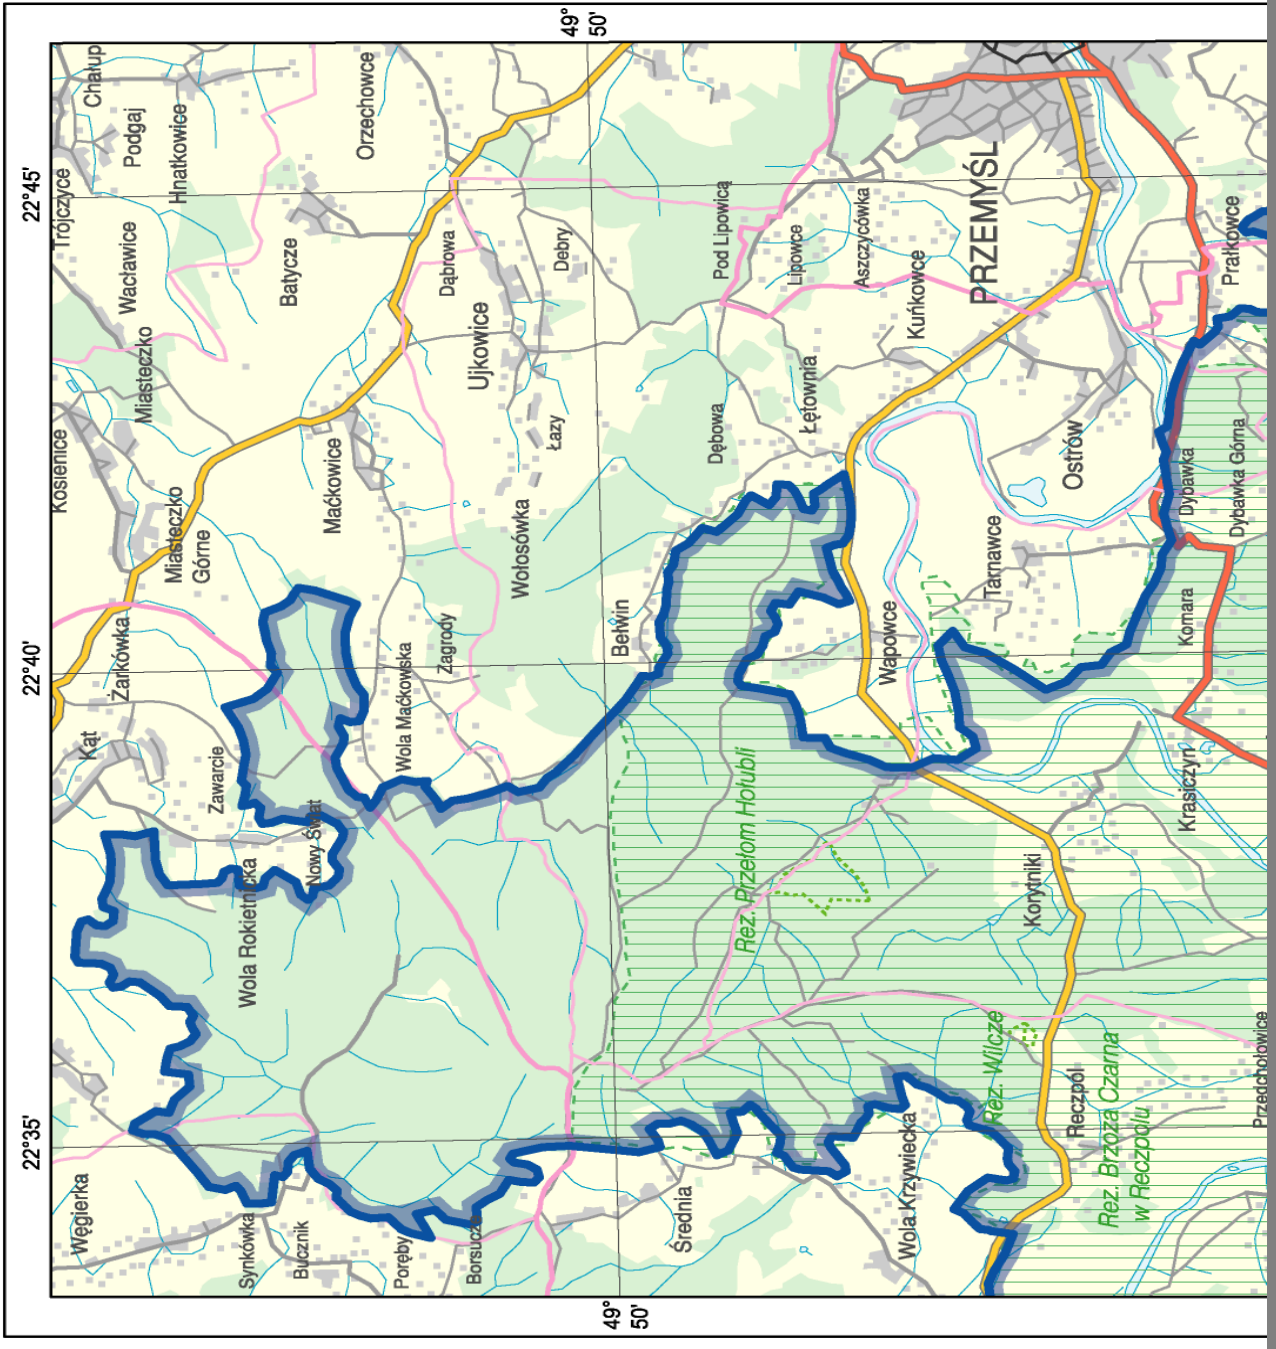 49°
50'
22°45'
22°40'
22°35'
49°
50'
Chałup
Podgaj
Hnatkowice
Orzechowce
Trójczyce
Wacławice
Batycze
Miasteczko
Dąbrowa
Debry
Ujkowice
Pod Lipowicą
Lipowce
Aszczycówka
Kuńkowce
PRZEMYŚL
Prałkowce
Kosienice
Maćkowice
Łazy
Dębowa
Łętownia
Ostrów
Dybawka
Dybawka Górna
Miasteczko
Górne
Wołosówka
Tarnawce
Żarkówka
Zagrody
Wola Maćkowska
Bełwin
Wapowce
Komara
Kąt
Zawarcie
Nowy Świat
Wola Rokietnicka
Rez. Przełom Hołubli
Krasiczyn
Korytniki
Rez. Wilcze
Reczpol
Rez. Brzoza Czarna
w Reczpolu
Przedchołowice
Węgierka
Synkówka
Bucznik
Poręby
Borsucza
Średnia
Wola Krzywiecka